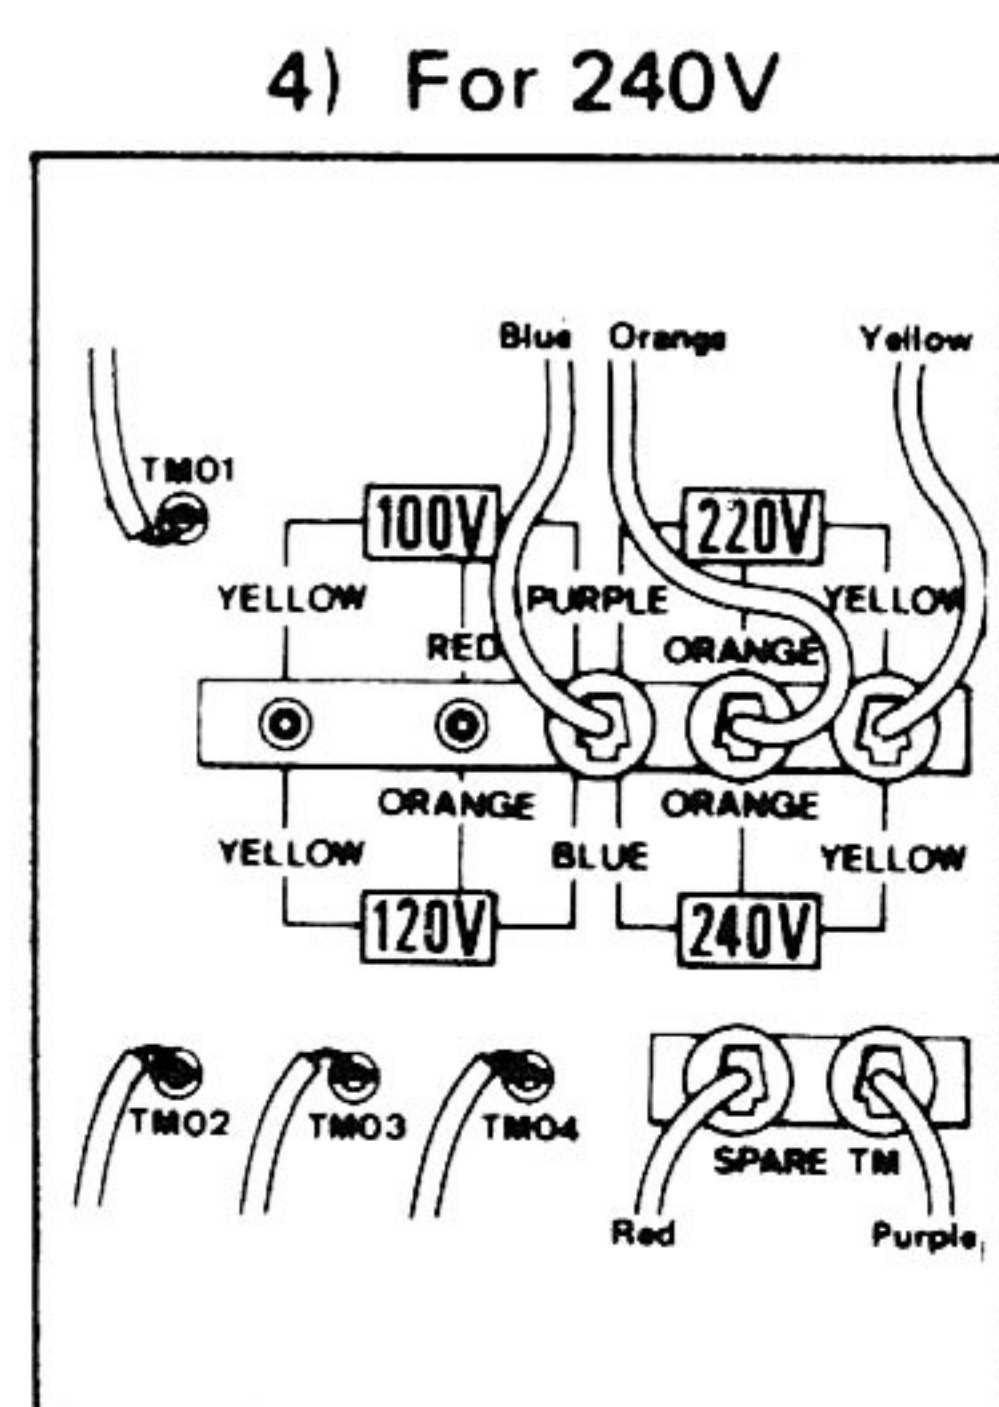 4) For 240V
Blue Orange Yellow
TM01
100V 220V
YELLOW PURPLE YELLOW
RED ORANGE
ORANGE ORANGE
YELLOW BLUE YELLOW
120V 240V
TM02 TM03 TM04
SPARE TM
Red Purple